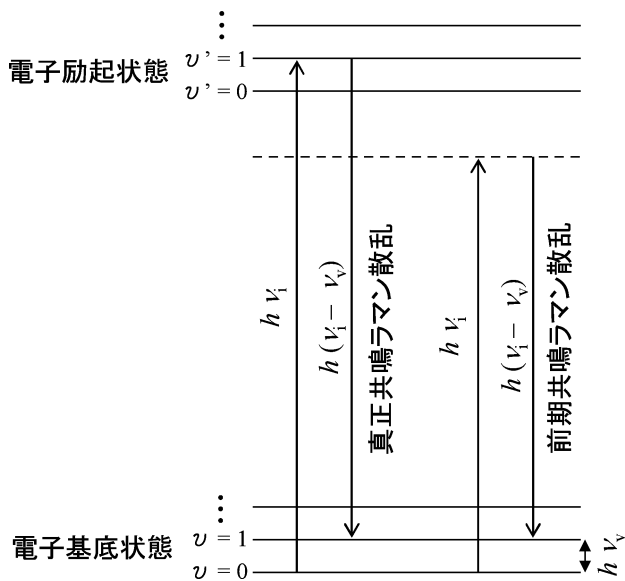 ⋮
υ’= 1
電子励起状態
υ’= 0
hνi
h(νi− νv)
真正共鳴ラマン散乱
hνi
h(νi− νv)
前期共鳴ラマン散乱
⋮
電子基底状態
υ = 1
υ = 0
hνv